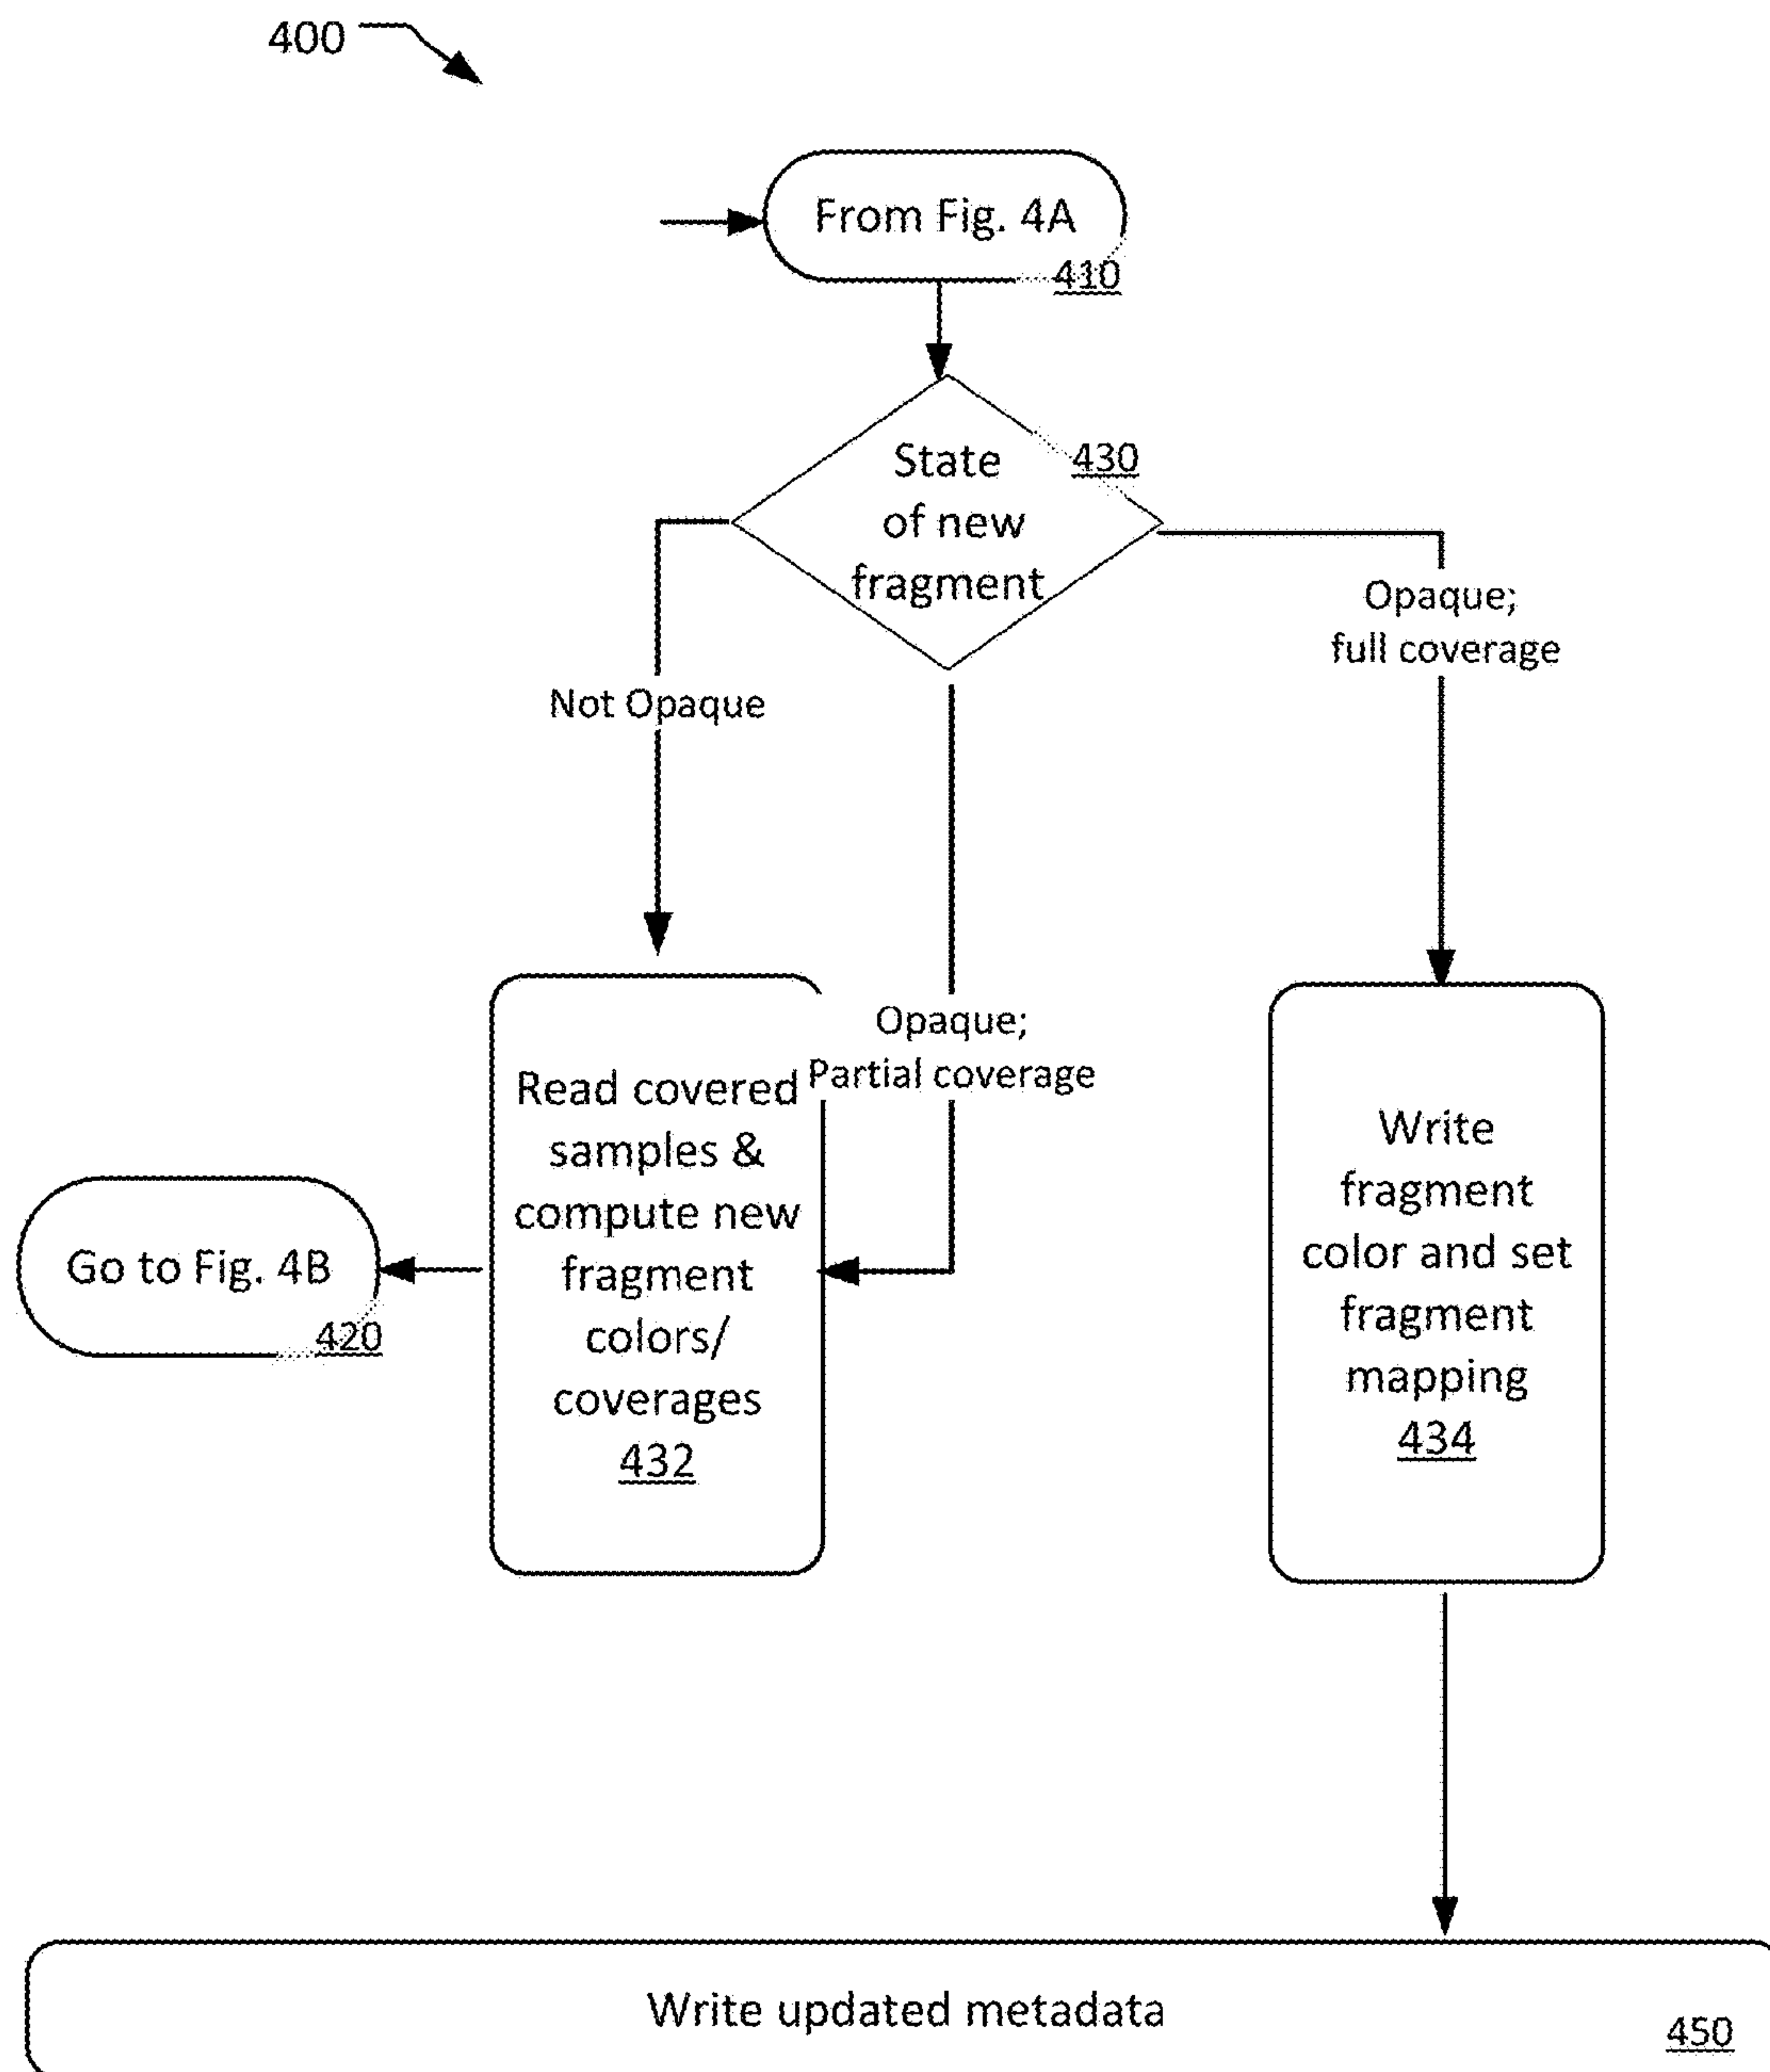 400
From Fig. 4A
410
State
of new
fragment
430
Not Opaque
Opaque;
full coverage
Opaque;
Partial coverage
Read covered
samples &
compute new
fragment
colors/
coverages
432
Go to Fig. 4B
420
Write
fragment
color and set
fragment
mapping
434
Write updated metadata
450